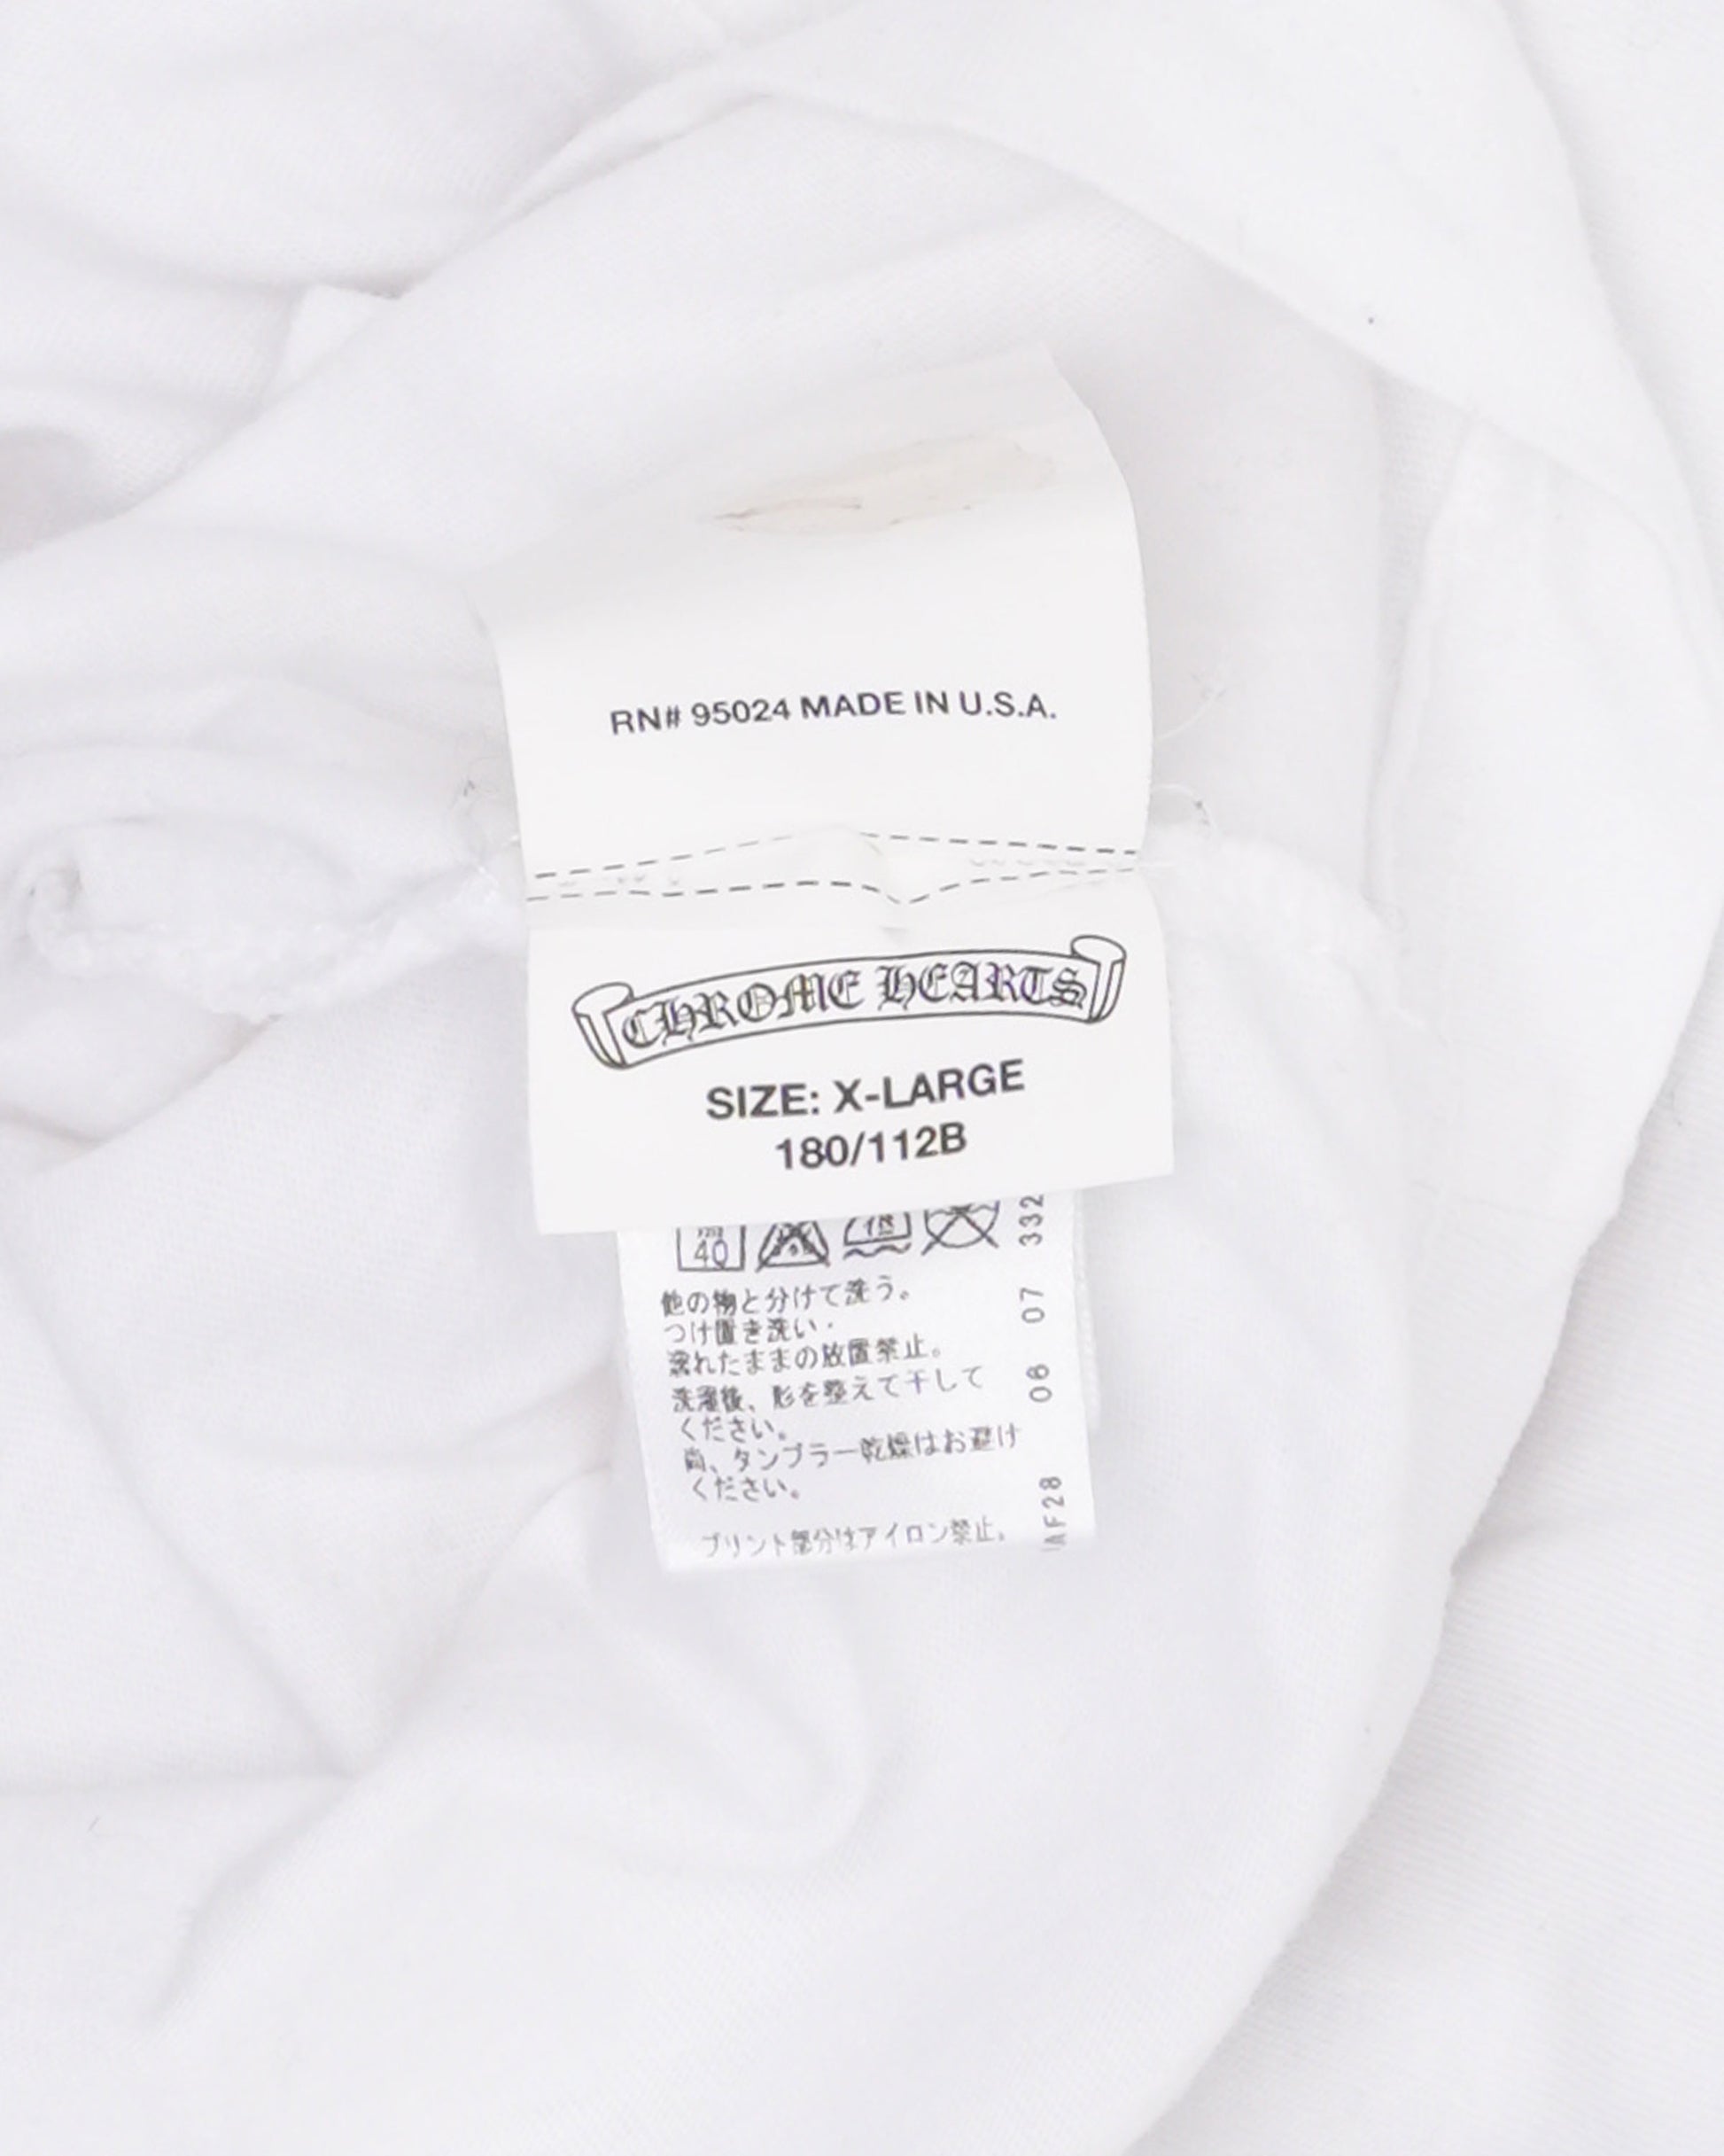 RN# 95024 MADE IN U.S.A.
CHROME HEARTS
SIZE: X-LARGE
180/112B
40
他の物と分けて洗う。
つけ置き洗い・
濡れたままの放置禁止。
洗濯後、形を整えて干して
ください。
尚、タンブラー乾燥はお避け
ください。
プリント部分はアイロン禁止。
AF28 06 07 332